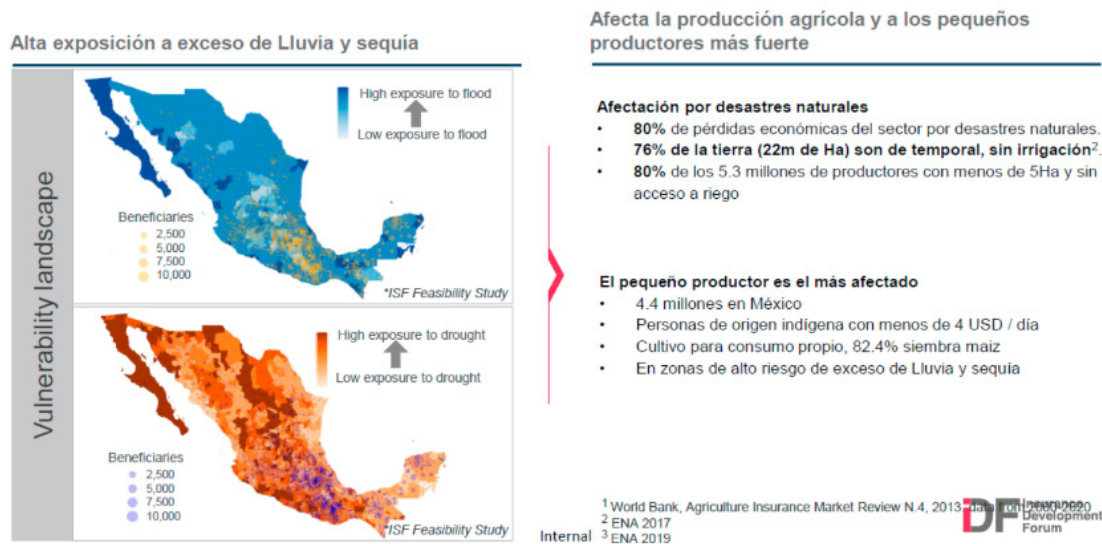 Alta exposición a exceso de Lluvia y sequía
Vulnerability landscape
High exposure to flood
Low exposure to flood
Beneficiaries
2,500
5,000
7,500
10,000
*ISF Feasibility Study
High exposure to drought
Low exposure to drought
Beneficiaries
2,500
5,000
7,500
10,000
*ISF Feasibility Study
Afecta la producción agrícola y a los pequeños
productores más fuerte
Afectación por desastres naturales
• 80% de pérdidas económicas del sector por desastres naturales.
• 76% de la tierra (22m de Ha) son de temporal, sin irrigación².
• 80% de los 5.3 millones de productores con menos de 5Ha y sin
acceso a riego
El pequeño productor es el más afectado
• 4.4 millones en México
• Personas de origen indígena con menos de 4 USD / día
• Cultivo para consumo propio, 82.4% siembra maiz
• En zonas de alto riesgo de exceso de Lluvia y sequía
¹ World Bank, Agriculture Insurance Market Review N.4, 2013, data from 2000-2020
² ENA 2017
Internal ³ ENA 2019
IDF Insurance
Development
Forum